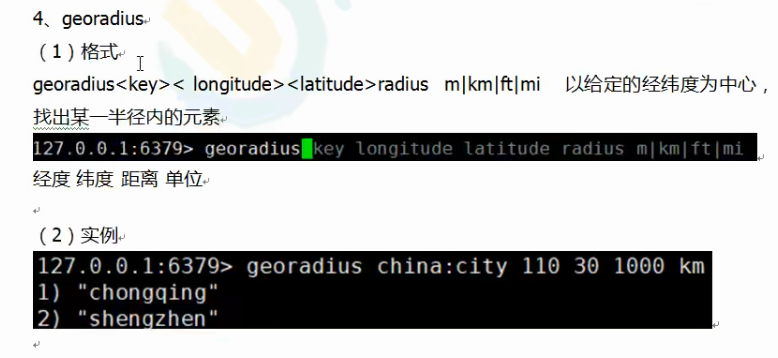 4、georadius
（1）格式
georadius<key>< longitude><latitude>radius m|km|ft|mi 以给定的经纬度为中心，
找出某一半径内的元素
127.0.0.1:6379> georadius key longitude latitude radius m|km|ft|mi
经度 纬度 距离 单位
（2）实例
127.0.0.1:6379> georadius china:city 110 30 1000 km
1) "chongqing"
2) "shengzhen"